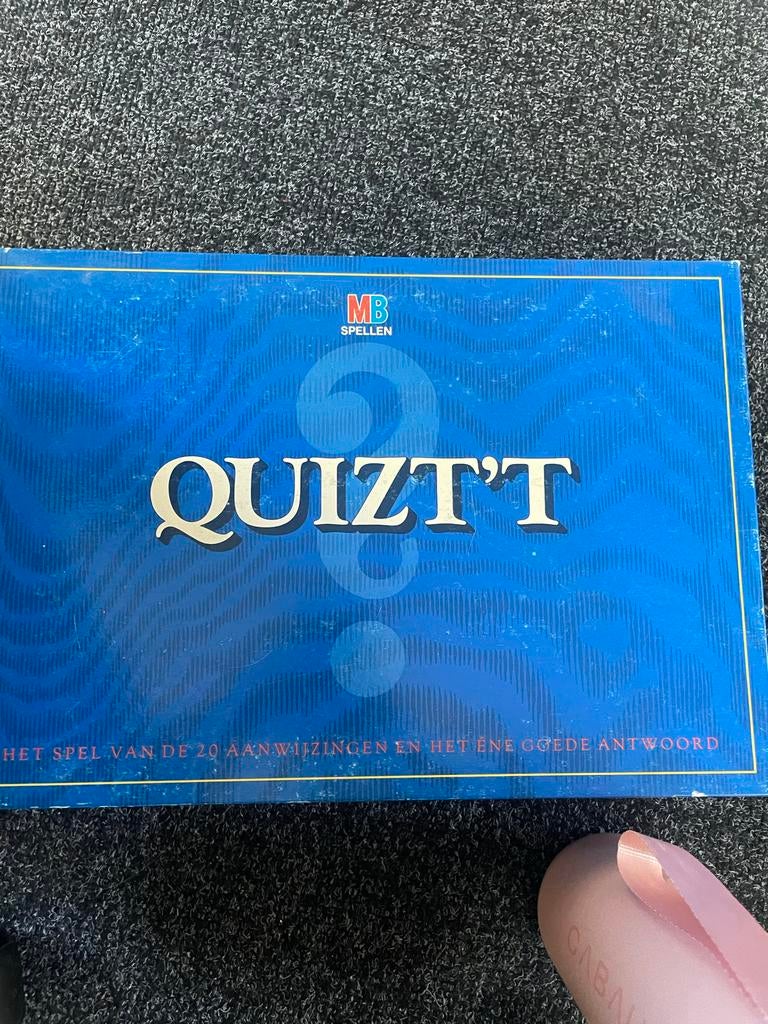 MB
SPELLEN
QUIZT'T
HET SPEL VAN DE 20 AANWIJZINGEN EN HET ÉNE GOEDE ANTWOORD